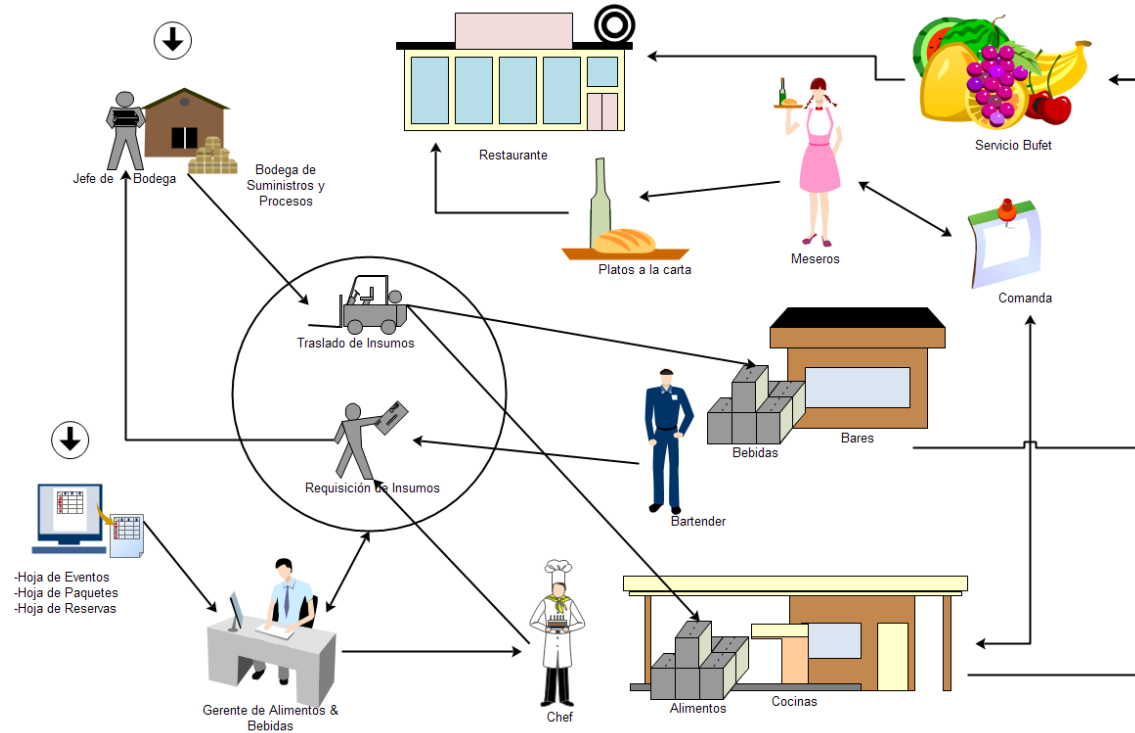 Servicio Bufet
Restaurante
Jefe de Bodega
Bodega de
Suministros y
Procesos
Platos a la carta
Meseros
Comanda
Traslado de Insumos
Bebidas
Bares
Requisición de Insumos
Bartender
-Hoja de Eventos
-Hoja de Paquetes
-Hoja de Reservas
Gerente de Alimentos &
Bebidas
Chef
Alimentos
Cocinas